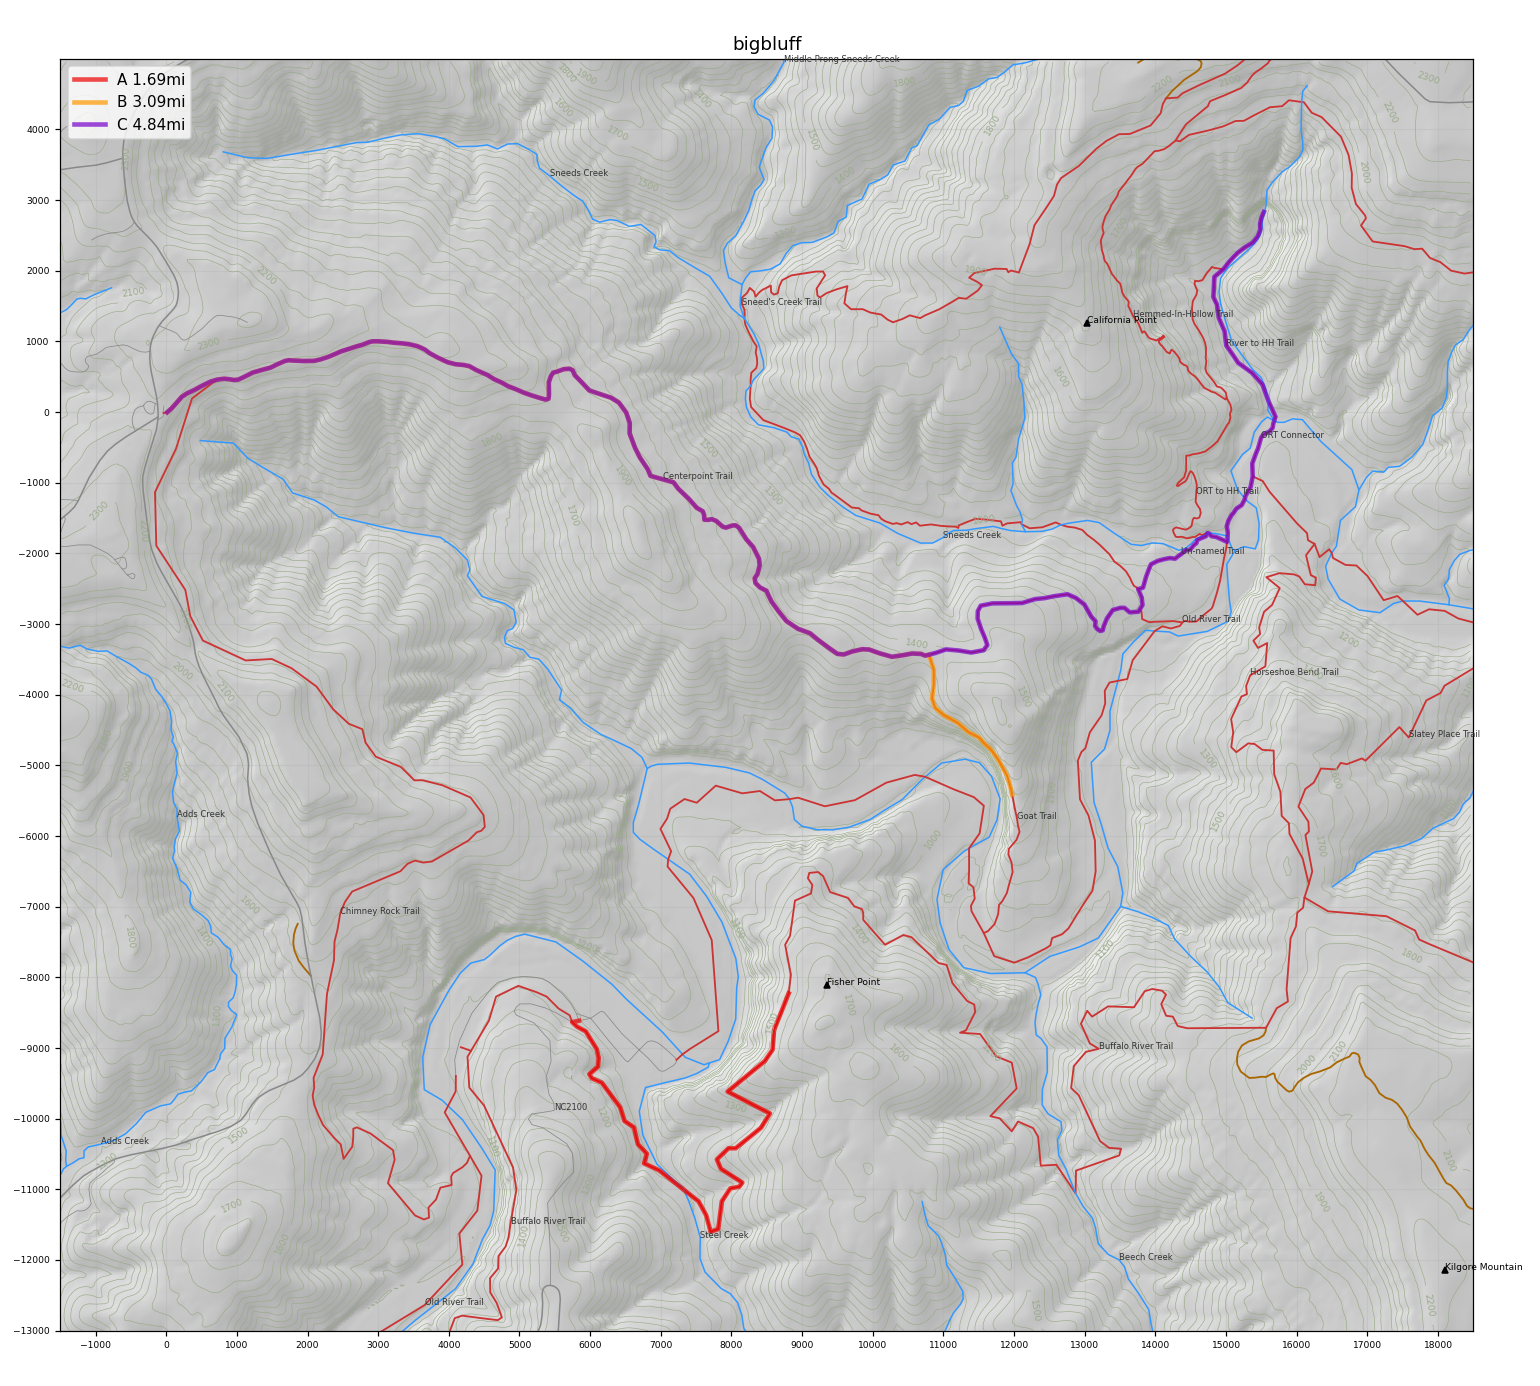 bigbluff
A 1.69mi
B 3.09mi
C 4.84mi
Middle Prong Sneeds Creek
Sneeds Creek
Sneed's Creek Trail
California Point
Hemmed-In-Hollow Trail
River to HH Trail
ORT Connector
Centerpoint Trail
ORT to HH Trail
Sneeds Creek
Un-named Trail
Old River Trail
Horseshoe Bend Trail
Slatey Place Trail
Adds Creek
Goat Trail
Chimney Rock Trail
Fisher Point
Buffalo River Trail
NC2100
Adds Creek
Buffalo River Trail
Steel Creek
Beech Creek
Kilgore Mountain
Old River Trail
4000
3000
2000
1000
0
−1000
−2000
−3000
−4000
−5000
−6000
−7000
−8000
−9000
−10000
−11000
−12000
−13000
−1000 0 1000 2000 3000 4000 5000 6000 7000 8000 9000 10000 11000 12000 13000 14000 15000 16000 17000 18000